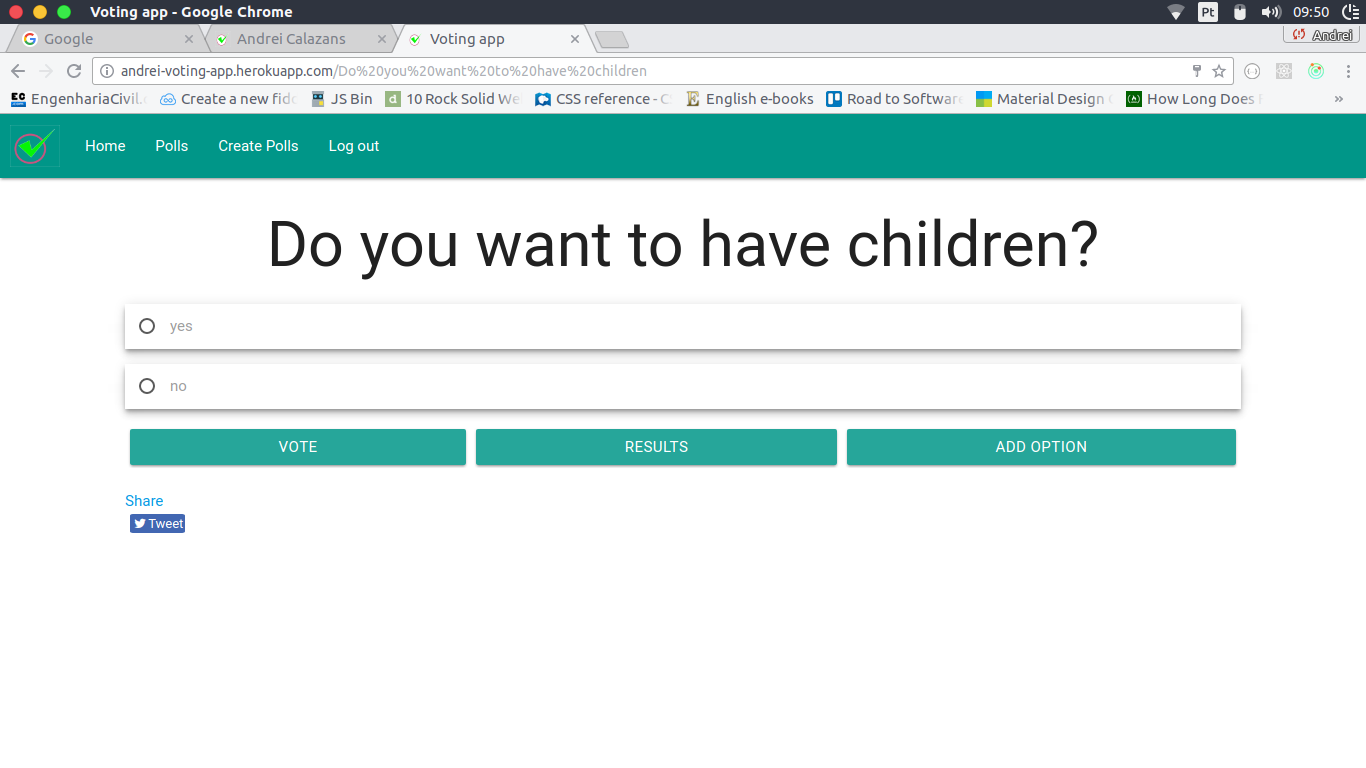 Voting app - Google Chrome
Pt
09:50
Google
Andrei Calazans
Voting app
Andrei
andrei-voting-app.herokuapp.com/Do%20you%20want%20to%20have%20children
EC EngenhariaCivil.
Create a new fidd
JS Bin
d 10 Rock Solid We
CSS reference - CS
E English e-books
Road to Software
Material Design
How Long Does
»
Home
Polls
Create Polls
Log out
Do you want to have children?
yes
no
VOTE
RESULTS
ADD OPTION
Share
Tweet